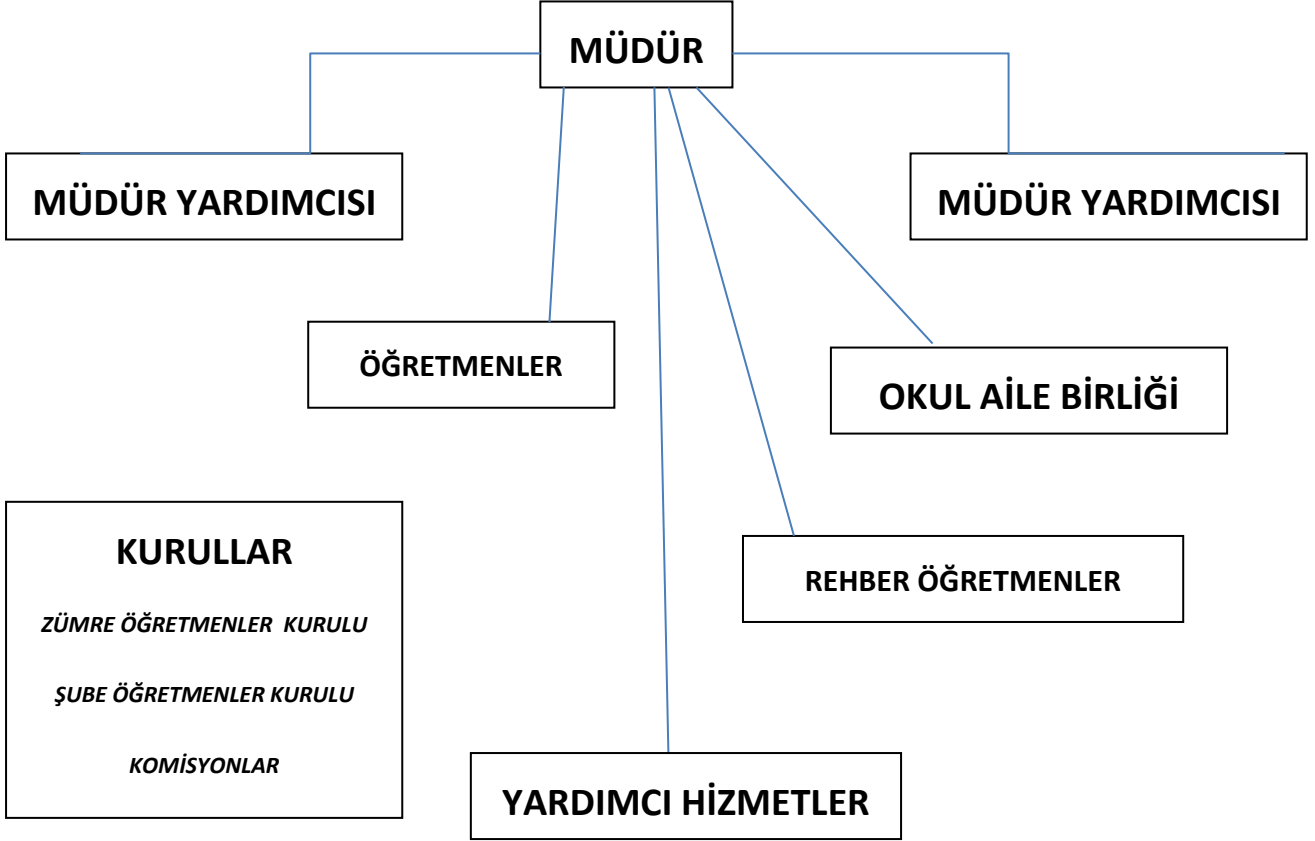 MÜDÜR
MÜDÜR YARDIMCISI
MÜDÜR YARDIMCISI
ÖĞRETMENLER
OKUL AİLE BİRLİĞİ
KURULLAR
ZÜMRE ÖĞRETMENLER KURULU
ŞUBE ÖĞRETMENLER KURULU
KOMİSYONLAR
REHBER ÖĞRETMENLER
YARDIMCI HİZMETLER